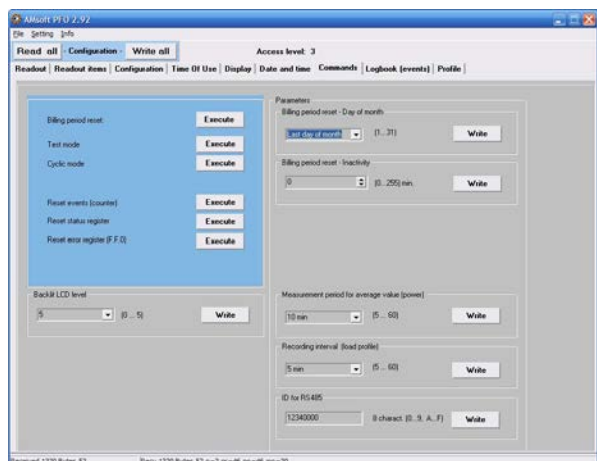 AMsoft PFO 2.92
File Setting Info
Read all - Configuration - Write all Access level: 3
Readout Readout items Configuration Time Of Use Display Date and time Commands Logbook (events) Profile
Billing period reset: Execute
Test mode Execute
Cyclic mode Execute
Reset events (counter) Execute
Reset status register Execute
Reset error register (F.F.0) Execute
Backlit LCD level
5 (0 ... 5) Write
Parameters
Billing period reset - Day of month
Last day of month (1...31) Write
Billing period reset - Inactivity
0 (0...255) min. Write
Measurement period for average value (power)
10 min (5 ... 60) Write
Recording interval (load profile)
5 min (5 ... 60) Write
ID for RS485
12340000 8 charact. (0...9, A...F) Write